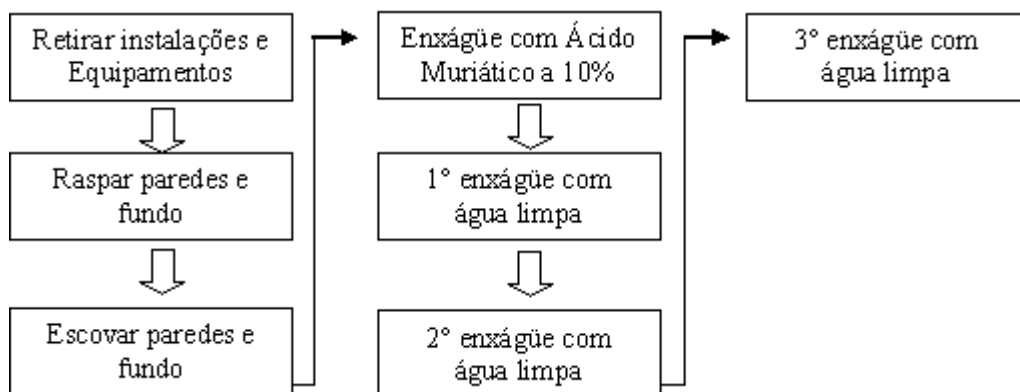 Retirar instalações e
Equipamentos
Raspar paredes e
fundo
Escovar paredes e
fundo
Enxágüe com Ácido
Muriático a 10%
1° enxágüe com
água limpa
2° enxágüe com
água limpa
3° enxágüe com
água limpa